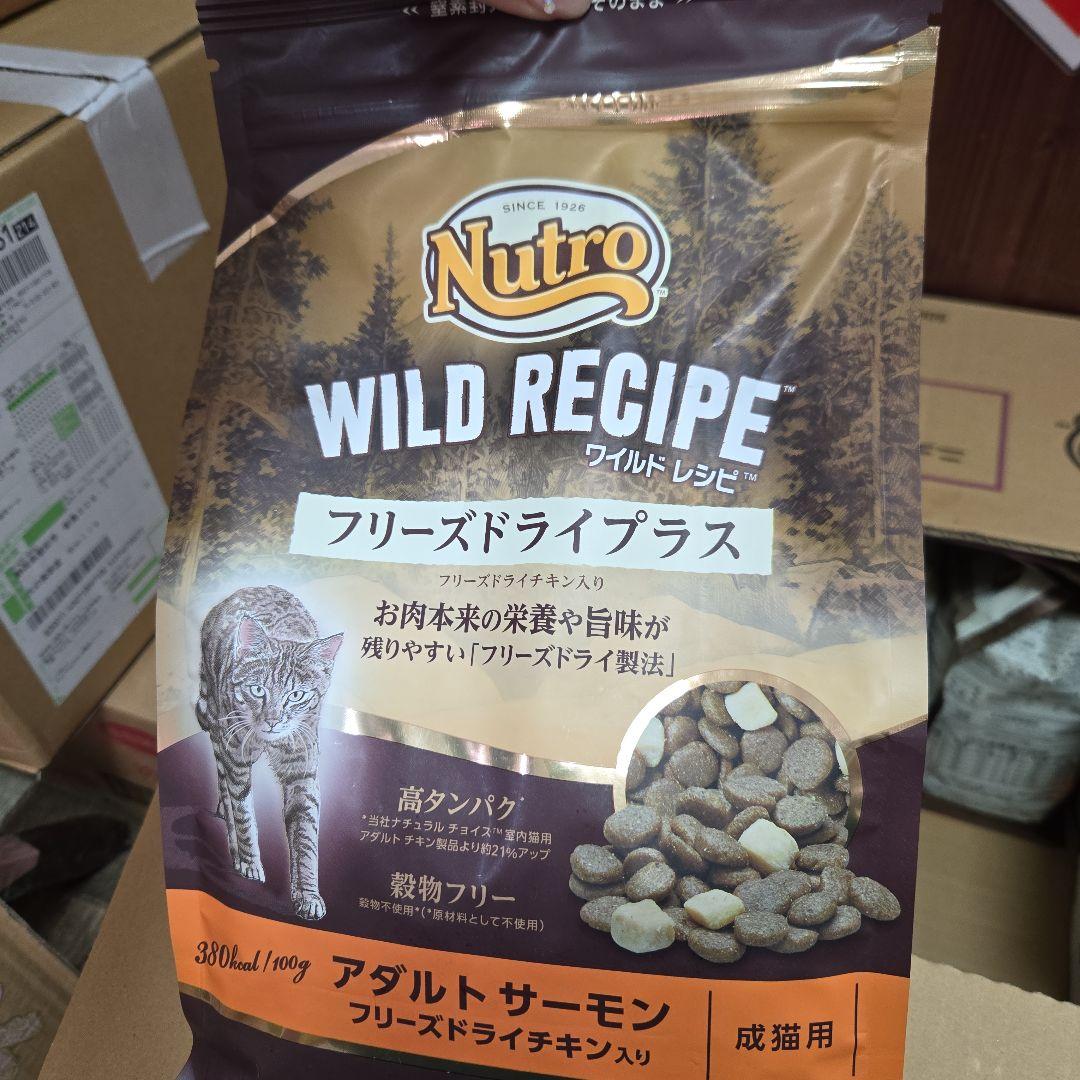 そのまま
SINCE 1926
Nutro™
WILD RECIPE™
ワイルド レシピ™
フリーズドライプラス
フリーズドライチキン入り
お肉本来の栄養や旨味が
残りやすい「フリーズドライ製法」
高タンパク*
*当社ナチュラル チョイス™ 室内猫用
アダルト チキン製品より約21%アップ
穀物フリー
穀物不使用*(*原材料として不使用)
380kcal/100g
アダルト サーモン
フリーズドライチキン入り
成猫用
214